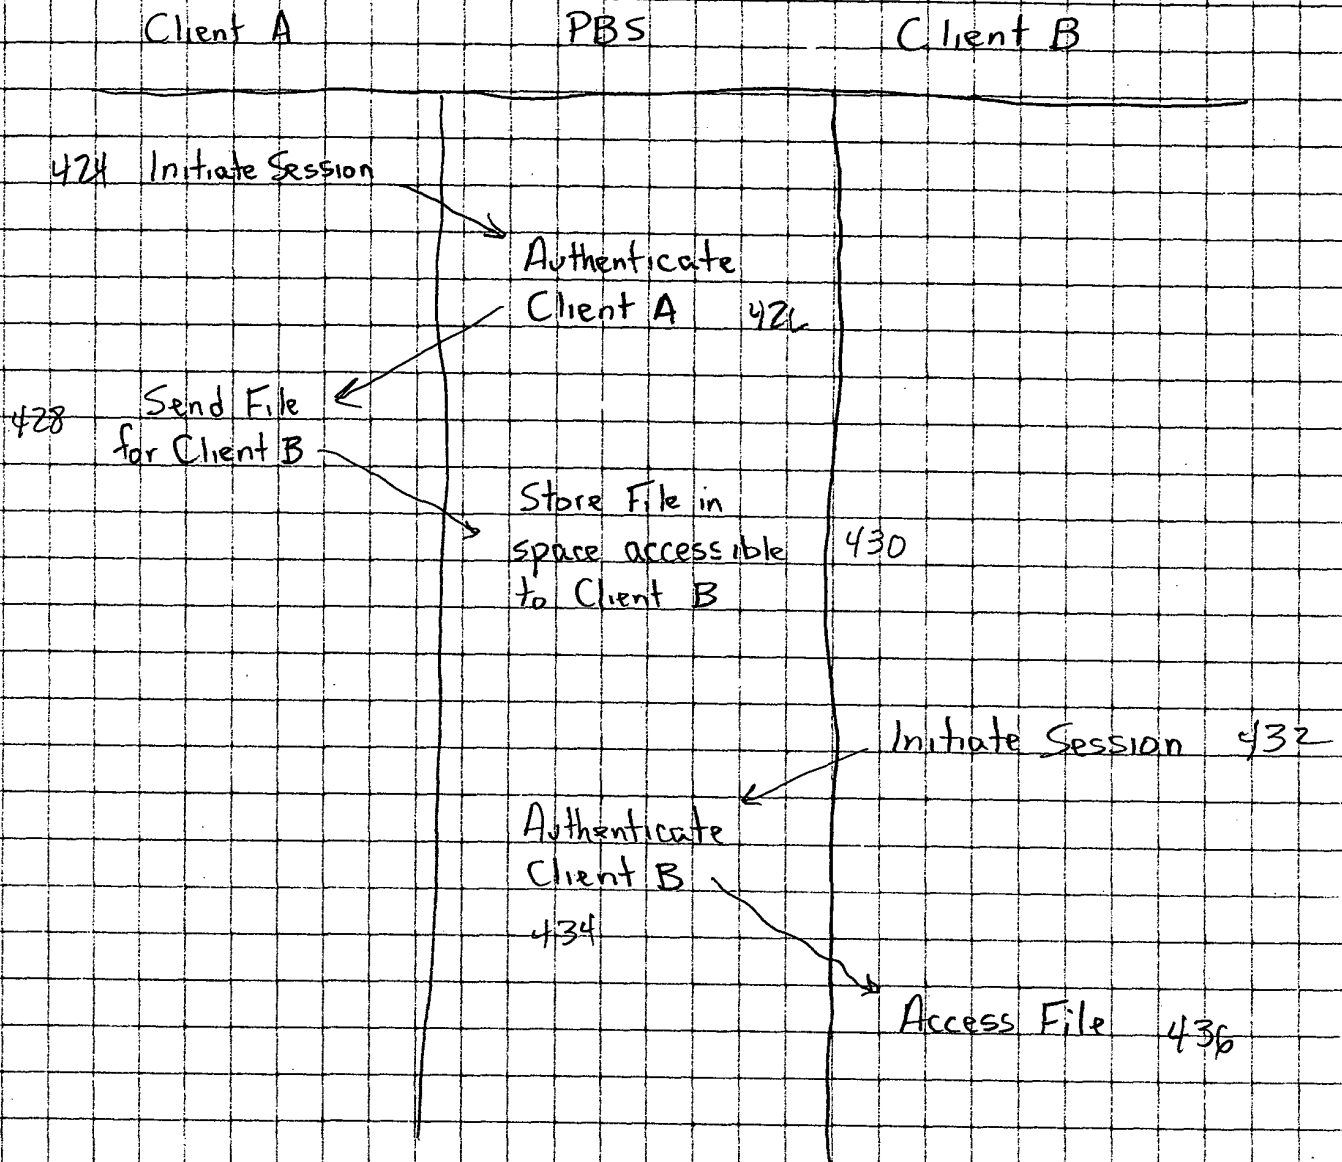 Client A PBS Client B
424 Initiate Session
Authenticate
Client A 426
Send File
428
for Client B
Store File in
space accessible 430
to Client B
Initiate Session 432
Authenticate
Client B
434
Access File 436